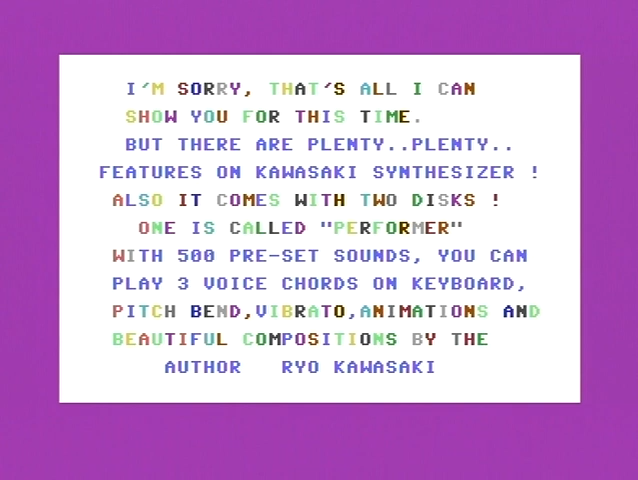 I'M SORRY, THAT'S ALL I CAN
SHOW YOU FOR THIS TIME.
BUT THERE ARE PLENTY..PLENTY..
FEATURES ON KAWASAKI SYNTHESIZER !
ALSO IT COMES WITH TWO DISKS !
ONE IS CALLED "PERFORMER"
WITH 500 PRE-SET SOUNDS, YOU CAN
PLAY 3 VOICE CHORDS ON KEYBOARD,
PITCH BEND,VIBRATO,ANIMATIONS AND
BEAUTIFUL COMPOSITIONS BY THE
AUTHOR   RYO KAWASAKI